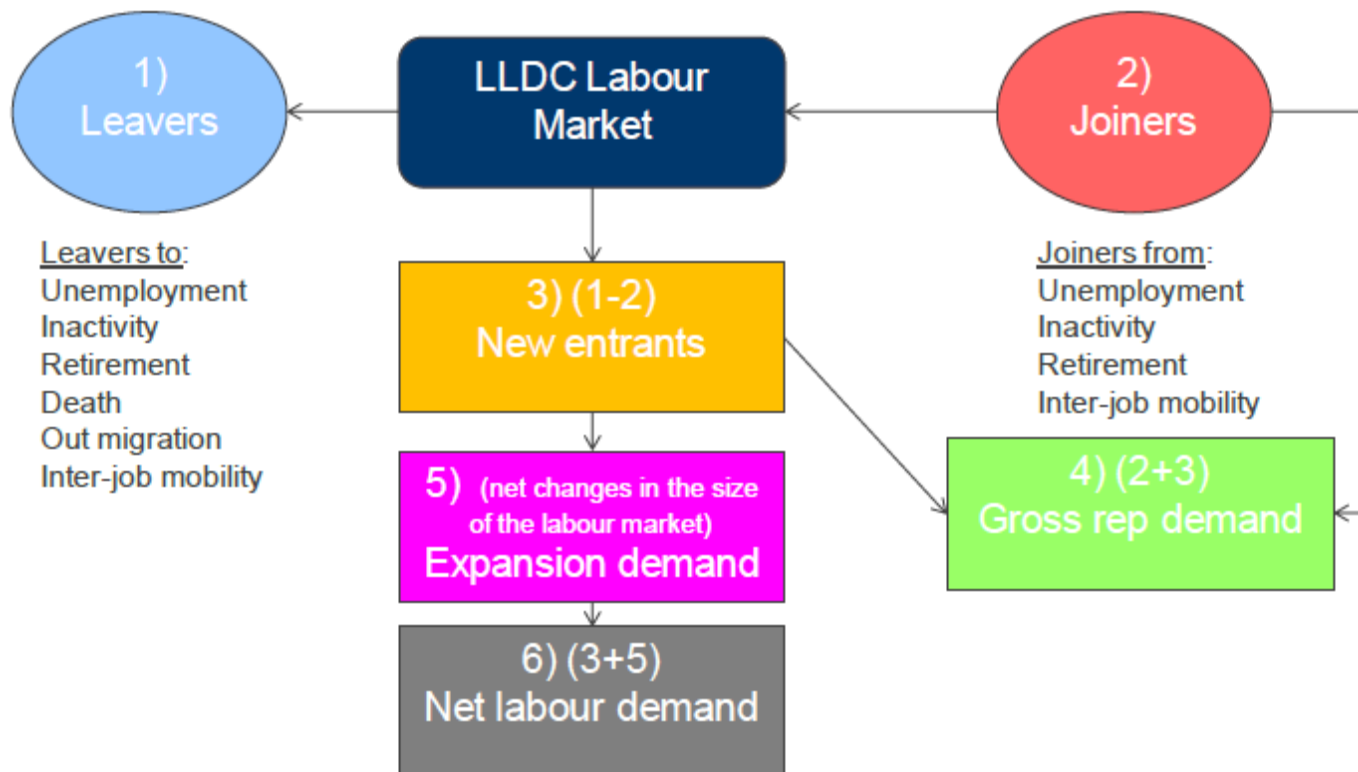 1)
Leavers
LLDC Labour
Market
2)
Joiners
Leavers to:
Unemployment
Inactivity
Retirement
Death
Out migration
Inter-job mobility
3) (1-2)
New entrants
Joiners from:
Unemployment
Inactivity
Retirement
Inter-job mobility
5) (net changes in the size
of the labour market)
Expansion demand
4) (2+3)
Gross rep demand
6) (3+5)
Net labour demand